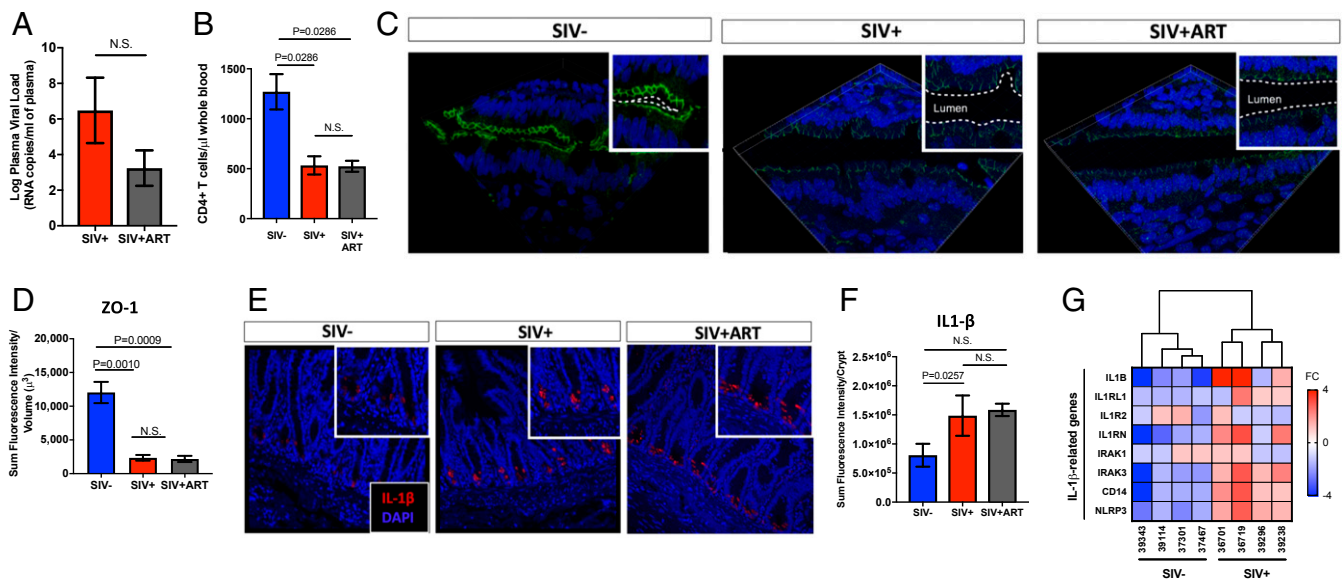 A
N.S.
Log Plasma Viral Load
(RNA copies/ml of plasma)
10
8
6
4
2
0
SIV+
SIV+ART
B
P=0.0286
P=0.0286
N.S.
CD4+ T cells/µl whole blood
1500
1000
500
0
SIV-
SIV+
SIV+
ART
C
SIV-
SIV+
SIV+ART
Lumen
Lumen
D
ZO-1
P=0.0009
P=0.0010
N.S.
Sum Fluorescence Intensity/
Volume (µ³)
20,000
15,000
10,000
5,000
0
SIV-
SIV+
SIV+ART
E
SIV-
SIV+
SIV+ART
IL-1β
DAPI
F
IL1-β
N.S.
N.S.
P=0.0257
Sum Fluorescence Intensity/Crypt
2.5×10⁶
2.0×10⁶
1.5×10⁶
1.0×10⁶
5.0×10⁵
0.0
SIV-
SIV+
SIV+ART
G
IL-1β-related genes
IL1B
IL1RL1
IL1R2
IL1RN
IRAK1
IRAK3
CD14
NLRP3
FC
4
0
-4
39343
39114
37301
37467
36701
36719
39296
39238
SIV-
SIV+